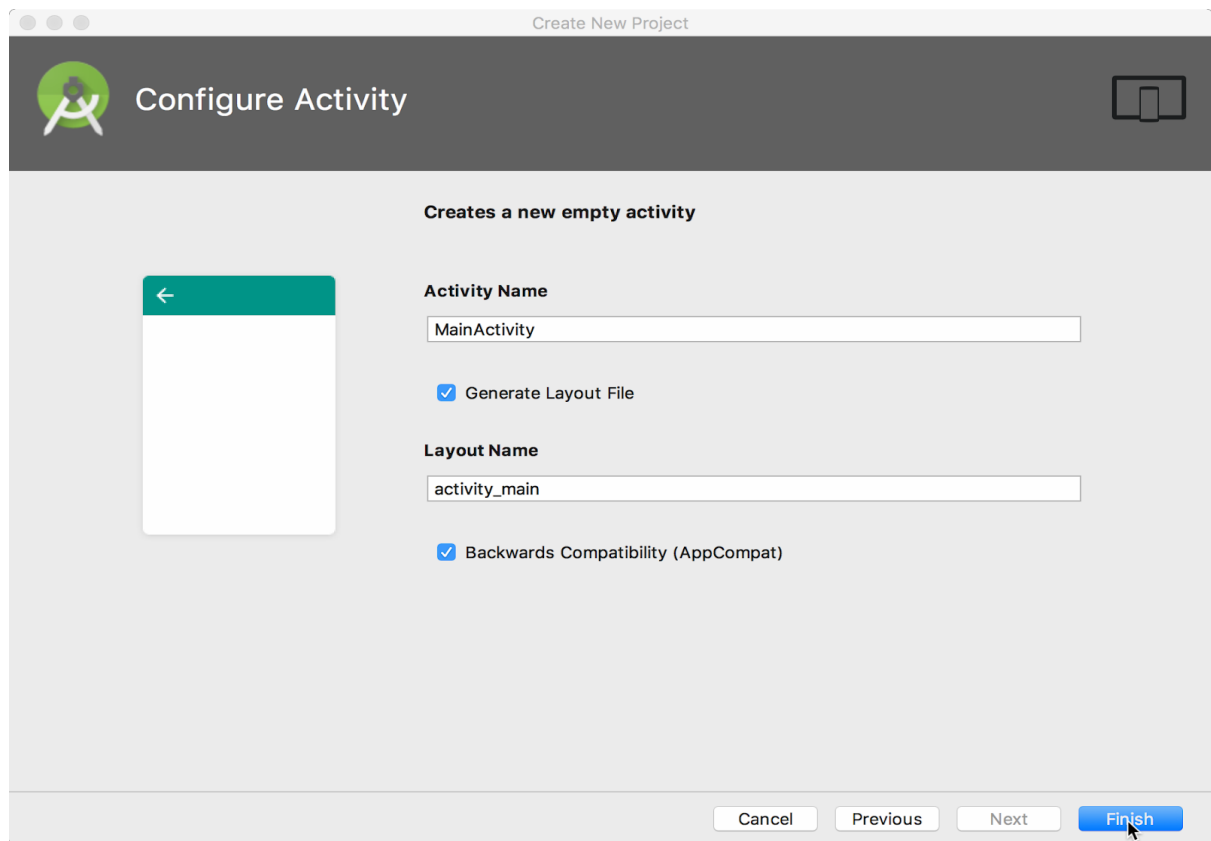 Create New Project
Configure Activity
Creates a new empty activity
Activity Name
MainActivity
Generate Layout File
Layout Name
activity_main
Backwards Compatibility (AppCompat)
Cancel Previous Next Finish